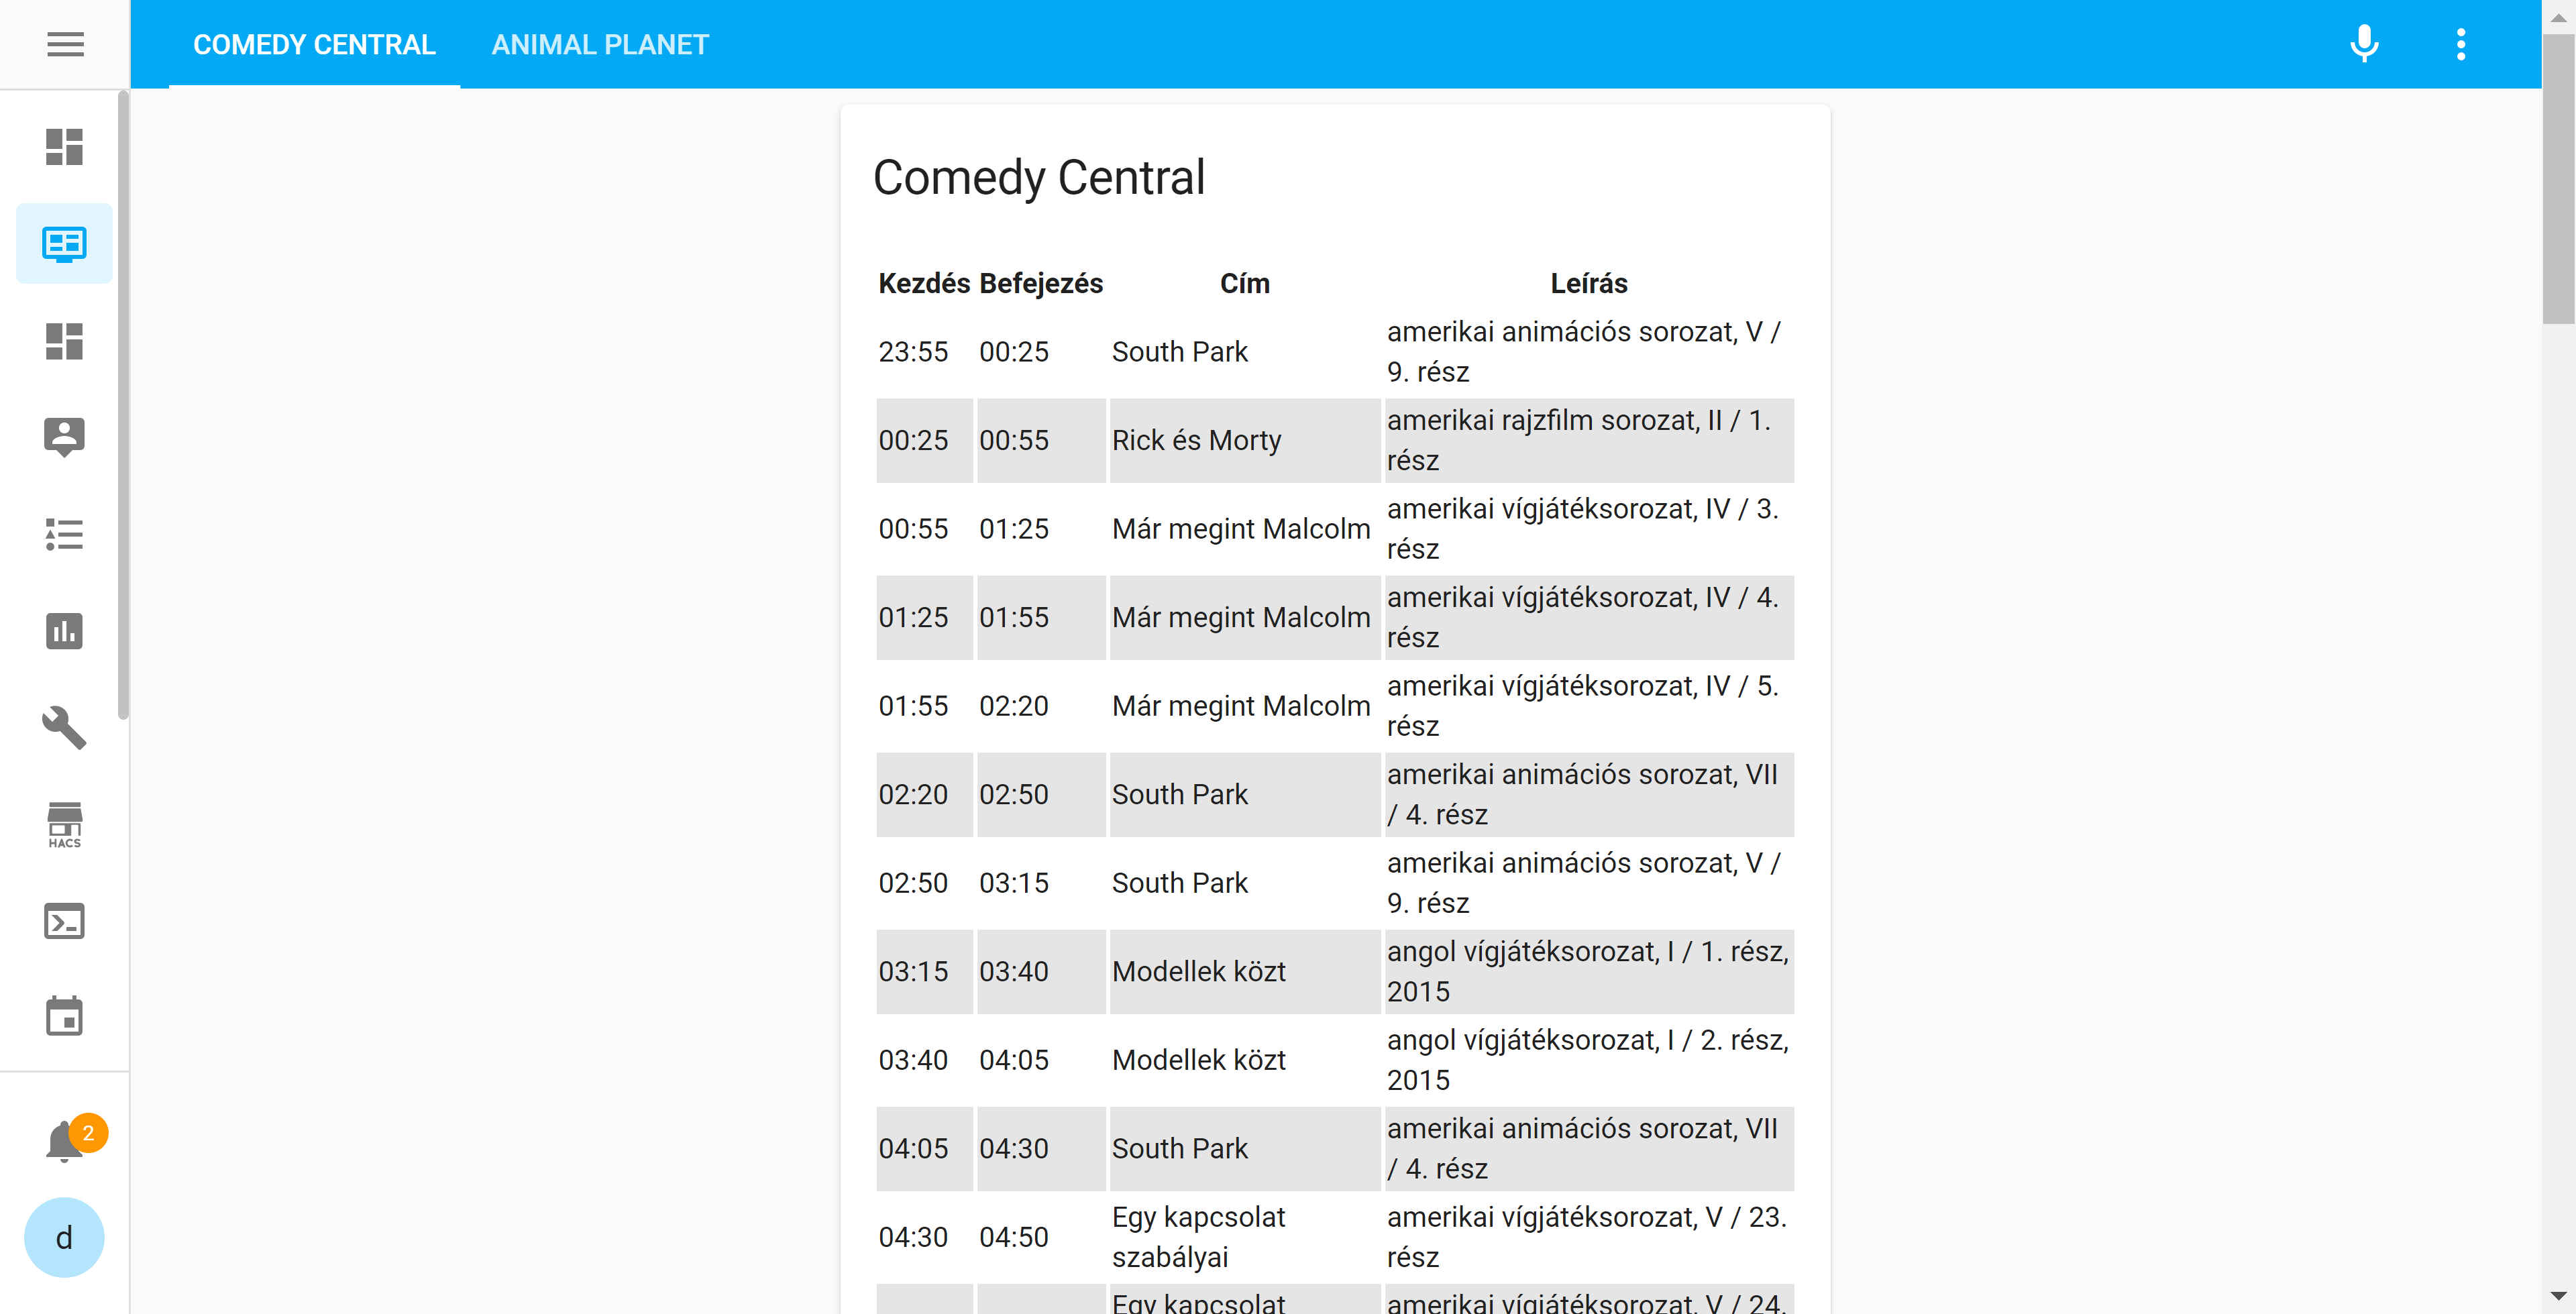 COMEDY CENTRAL ANIMAL PLANET
Comedy Central
Kezdés Befejezés Cím Leírás
23:55 00:25 South Park amerikai animációs sorozat, V /
9. rész
00:25 00:55 Rick és Morty amerikai rajzfilm sorozat, II / 1.
rész
00:55 01:25 Már megint Malcolm amerikai vígjátéksorozat, IV / 3.
rész
01:25 01:55 Már megint Malcolm amerikai vígjátéksorozat, IV / 4.
rész
01:55 02:20 Már megint Malcolm amerikai vígjátéksorozat, IV / 5.
rész
02:20 02:50 South Park amerikai animációs sorozat, VII
/ 4. rész
02:50 03:15 South Park amerikai animációs sorozat, V /
9. rész
03:15 03:40 Modellek közt angol vígjátéksorozat, I / 1. rész,
2015
03:40 04:05 Modellek közt angol vígjátéksorozat, I / 2. rész,
2015
04:05 04:30 South Park amerikai animációs sorozat, VII
/ 4. rész
04:30 04:50 Egy kapcsolat szabályai amerikai vígjátéksorozat, V / 23.
rész
Egy kapcsolat amerikai vígjátéksorozat, V / 24.
HACS
2
d